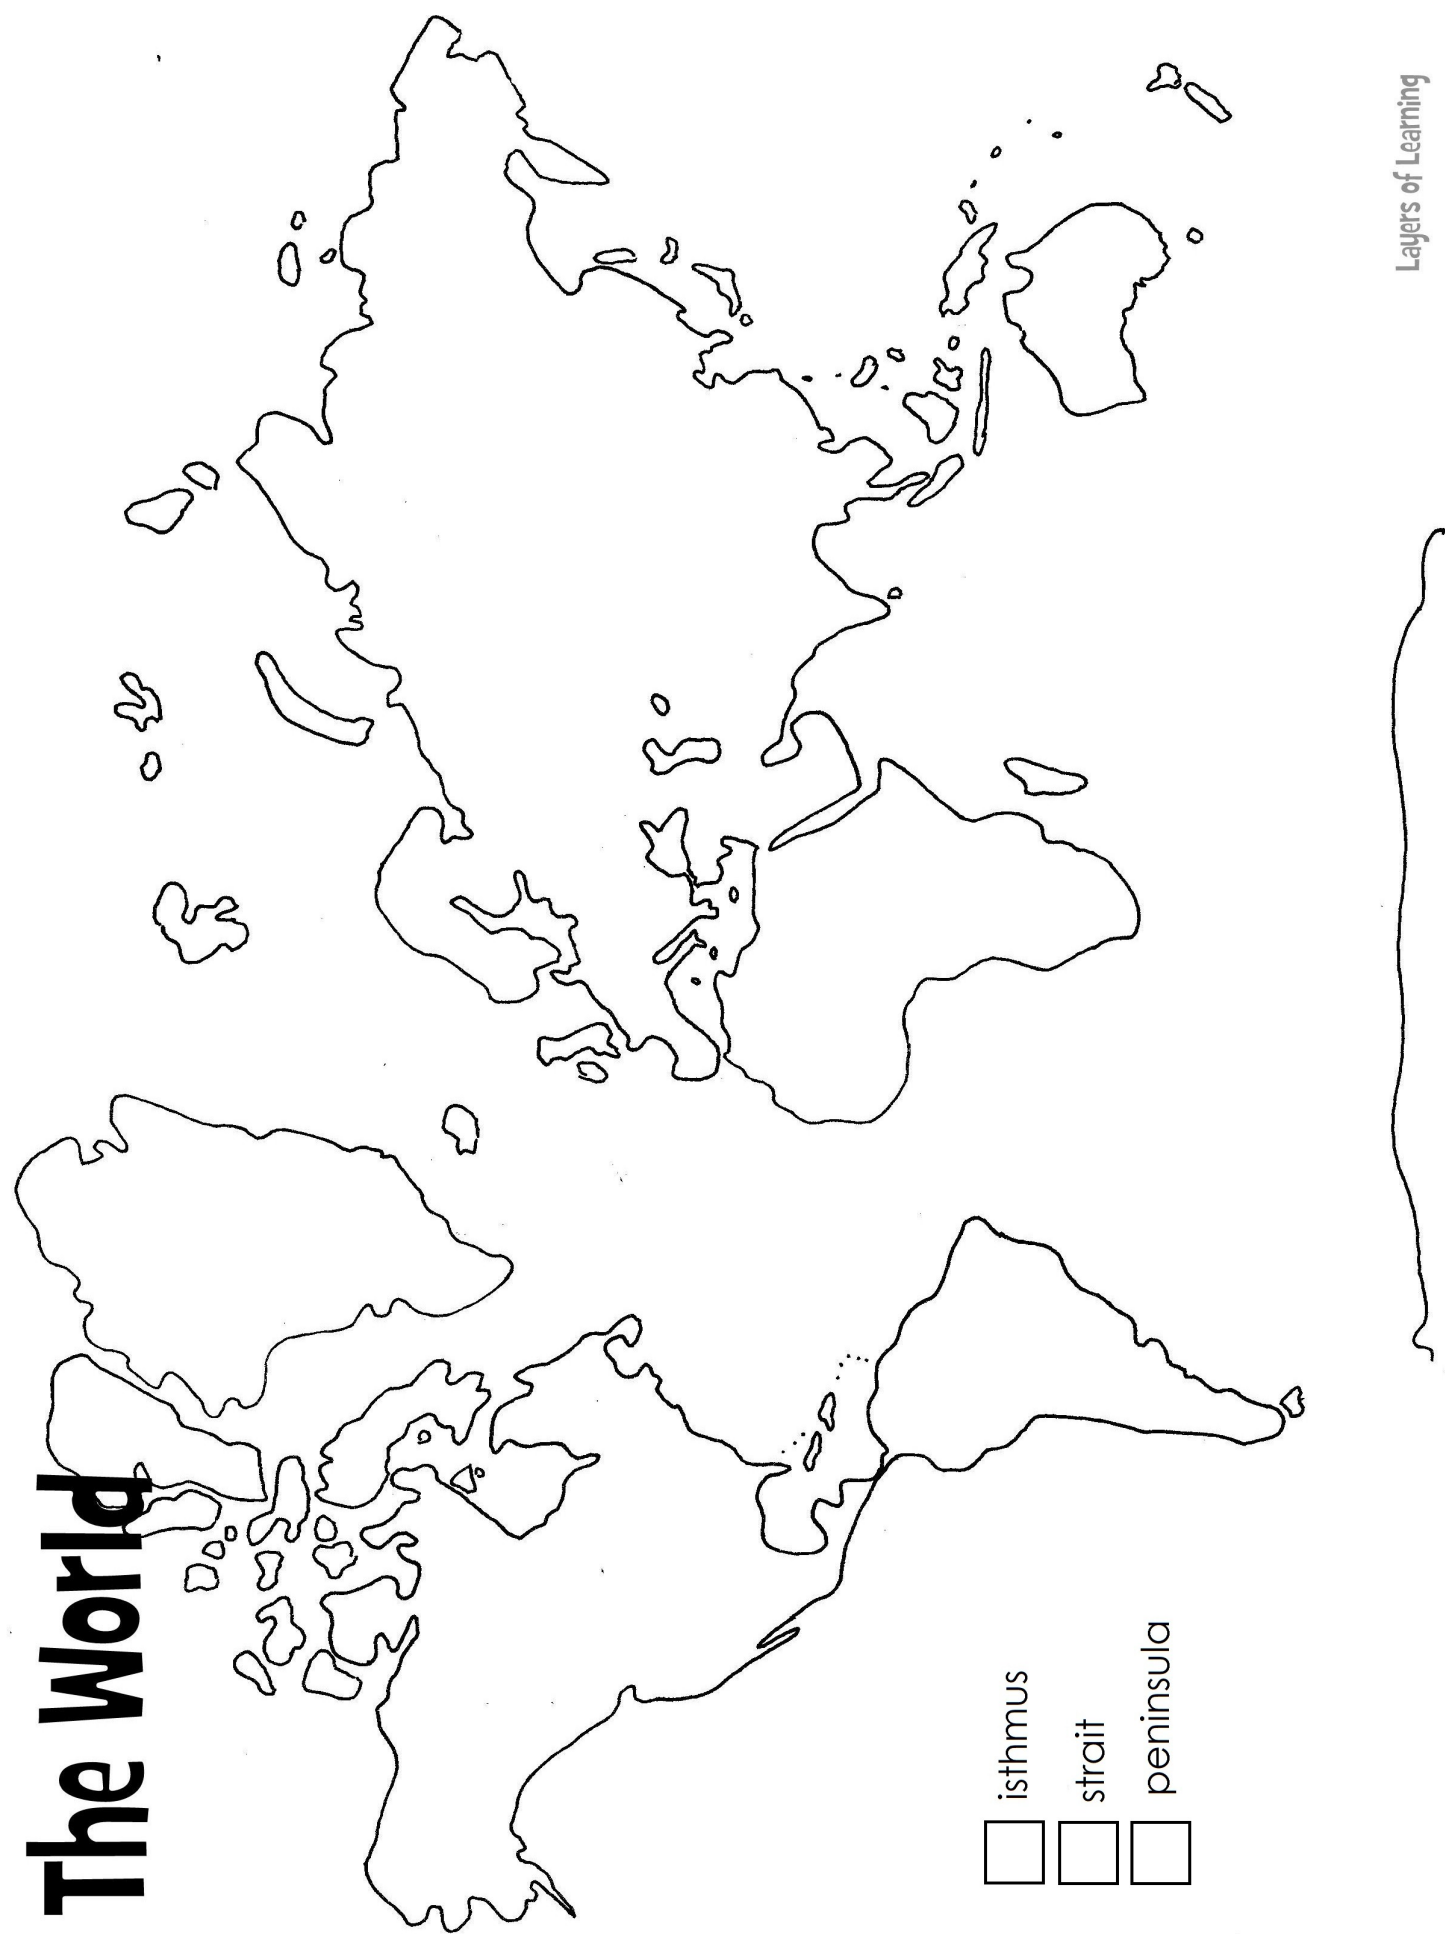 The World
isthmus
strait
peninsula
Layers of Learning